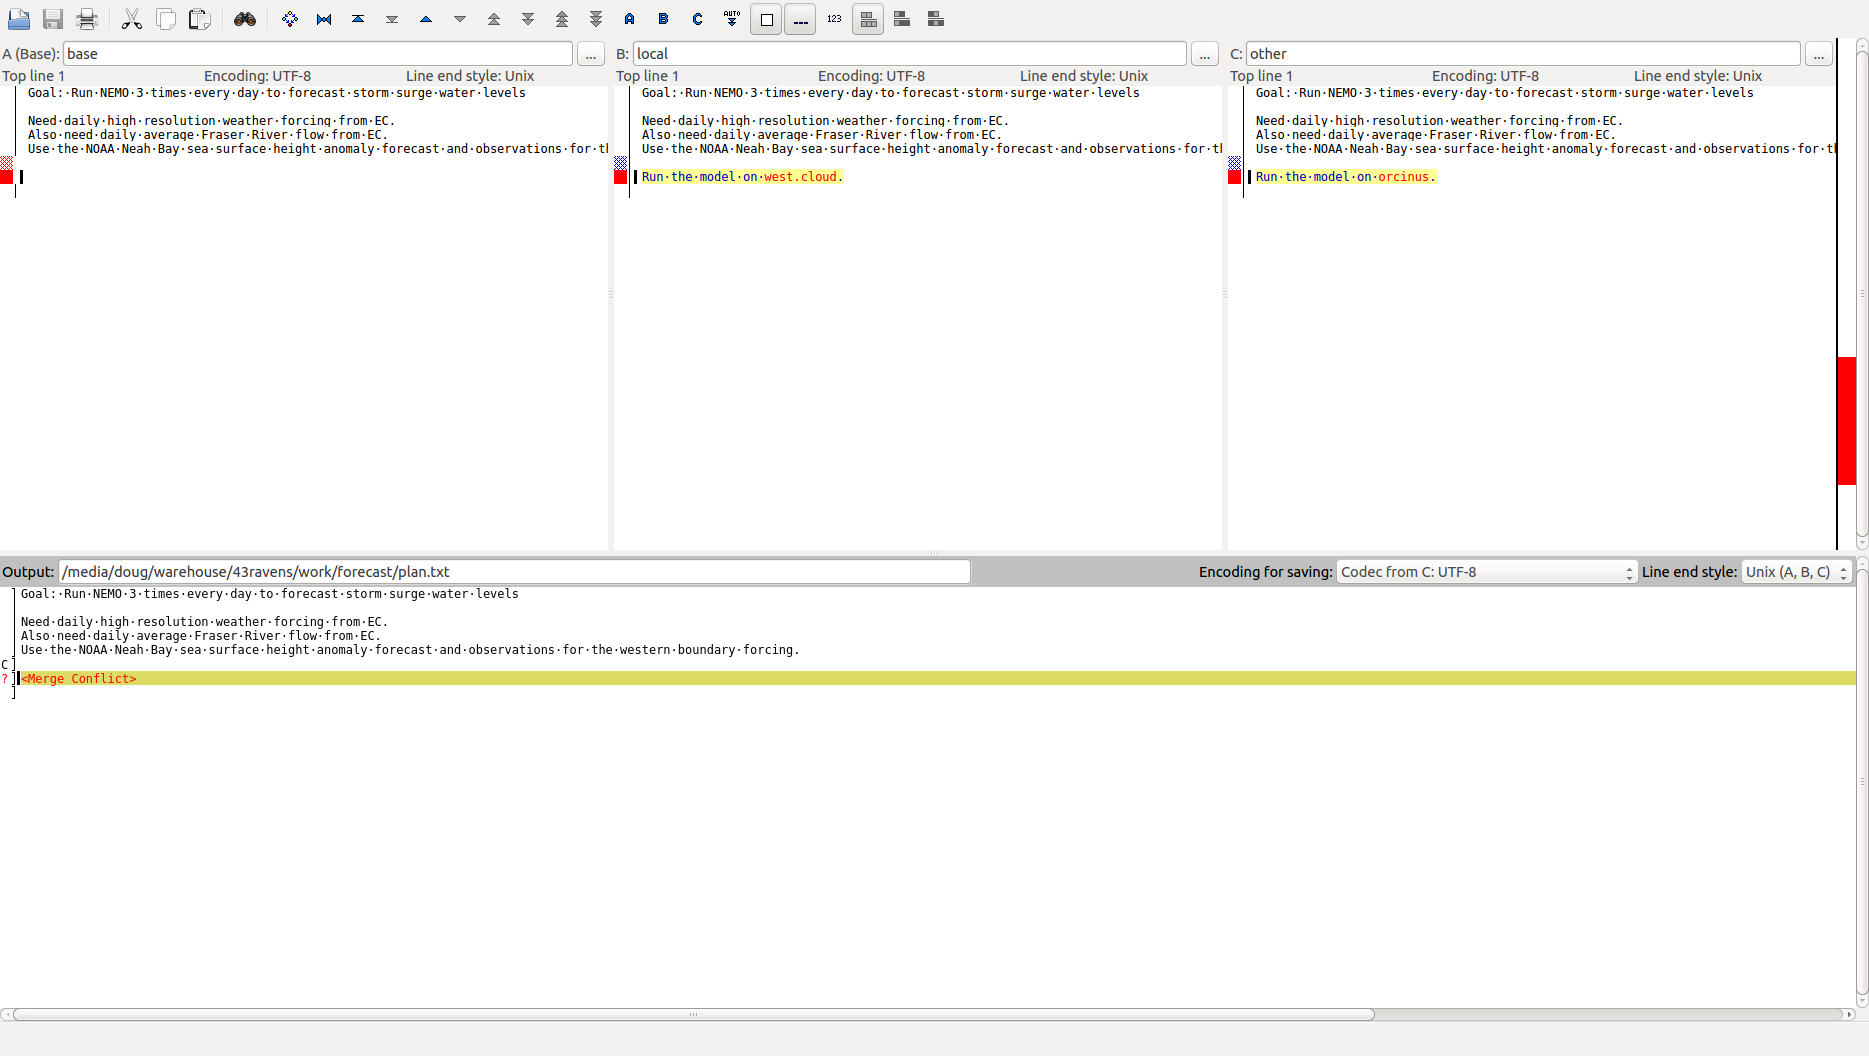 A B C AUTO 123
A (Base): base ... B: local ... C: other ...
Top line 1 Encoding: UTF-8 Line end style: Unix Top line 1 Encoding: UTF-8 Line end style: Unix Top line 1 Encoding: UTF-8 Line end style: Unix
Goal:·Run·NEMO·3·times·every·day·to·forecast·storm·surge·water·levels
Need·daily·high·resolution·weather·forcing·from·EC.
Also·need·daily·average·Fraser·River·flow·from·EC.
Use·the·NOAA·Neah·Bay·sea·surface·height·anomaly·forecast·and·observations·for·tl
Goal:·Run·NEMO·3·times·every·day·to·forecast·storm·surge·water·levels
Need·daily·high·resolution·weather·forcing·from·EC.
Also·need·daily·average·Fraser·River·flow·from·EC.
Use·the·NOAA·Neah·Bay·sea·surface·height·anomaly·forecast·and·observations·for·tl
Run·the·model·on·west.cloud.
Goal:·Run·NEMO·3·times·every·day·to·forecast·storm·surge·water·levels
Need·daily·high·resolution·weather·forcing·from·EC.
Also·need·daily·average·Fraser·River·flow·from·EC.
Use·the·NOAA·Neah·Bay·sea·surface·height·anomaly·forecast·and·observations·for·tl
Run·the·model·on·orcinus.
Output: /media/doug/warehouse/43ravens/work/forecast/plan.txt Encoding for saving: Codec from C: UTF-8 Line end style: Unix (A, B, C)
Goal:·Run·NEMO·3·times·every·day·to·forecast·storm·surge·water·levels
Need·daily·high·resolution·weather·forcing·from·EC.
Also·need·daily·average·Fraser·River·flow·from·EC.
Use·the·NOAA·Neah·Bay·sea·surface·height·anomaly·forecast·and·observations·for·the·western·boundary·forcing.
C
? <Merge Conflict>